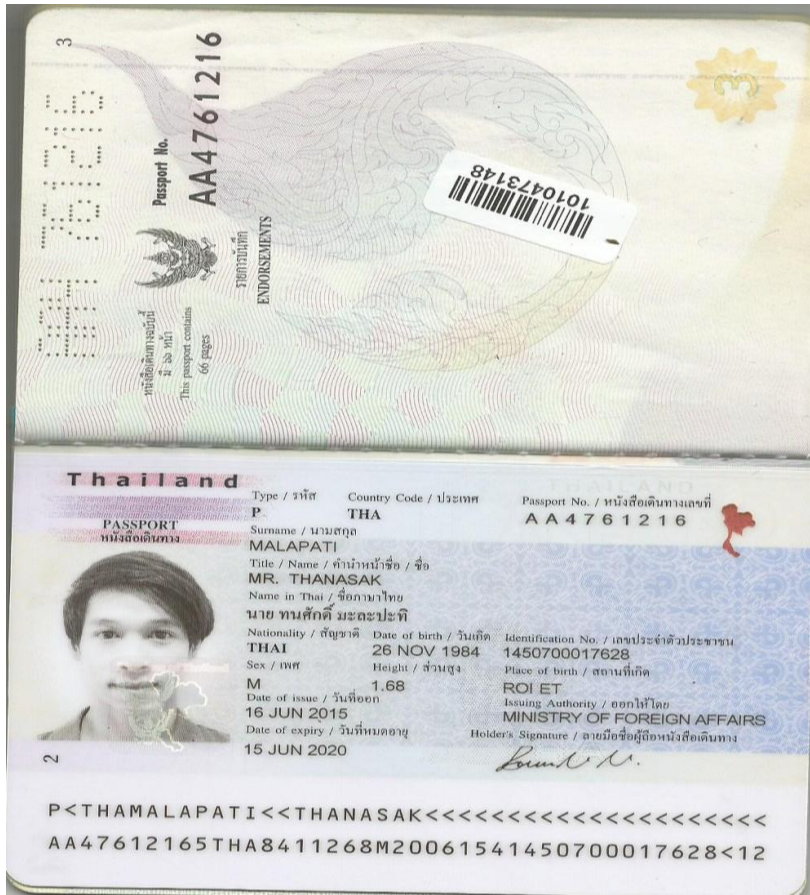 3
AA4761216
Passport No.
AA4761216
รายการบันทึก
ENDORSEMENTS
หนังสือเดินทางฉบับนี้
มี ๖๖ หน้า
This passport contains
66 pages
1010473148
3
THAILAND
Thailand
PASSPORT
หนังสือเดินทาง
Type / รหัส Country Code / ประเทศ Passport No. / หนังสือเดินทางเลขที่
P THA AA4761216
Surname / นามสกุล
MALAPATI
Title / Name / คำนำหน้าชื่อ / ชื่อ
MR. THANASAK
Name in Thai / ชื่อภาษาไทย
นาย ทนศักดิ์ มะละปะทิ
Nationality / สัญชาติ Date of birth / วันเกิด Identification No. / เลขประจำตัวประชาชน
THAI 26 NOV 1984 1450700017628
Sex / เพศ Height / ส่วนสูง Place of birth / สถานที่เกิด
M 1.68 ROI ET
Date of issue / วันที่ออก Issuing Authority / ออกให้โดย
16 JUN 2015 MINISTRY OF FOREIGN AFFAIRS
Date of expiry / วันที่หมดอายุ Holder's Signature / ลายมือชื่อผู้ถือหนังสือเดินทาง
15 JUN 2020
2
P<THAMALAPATI<<THANASAK<<<<<<<<<<<<<<<<<<<<<
AA47612165THA8411268M20061541450700017628<12